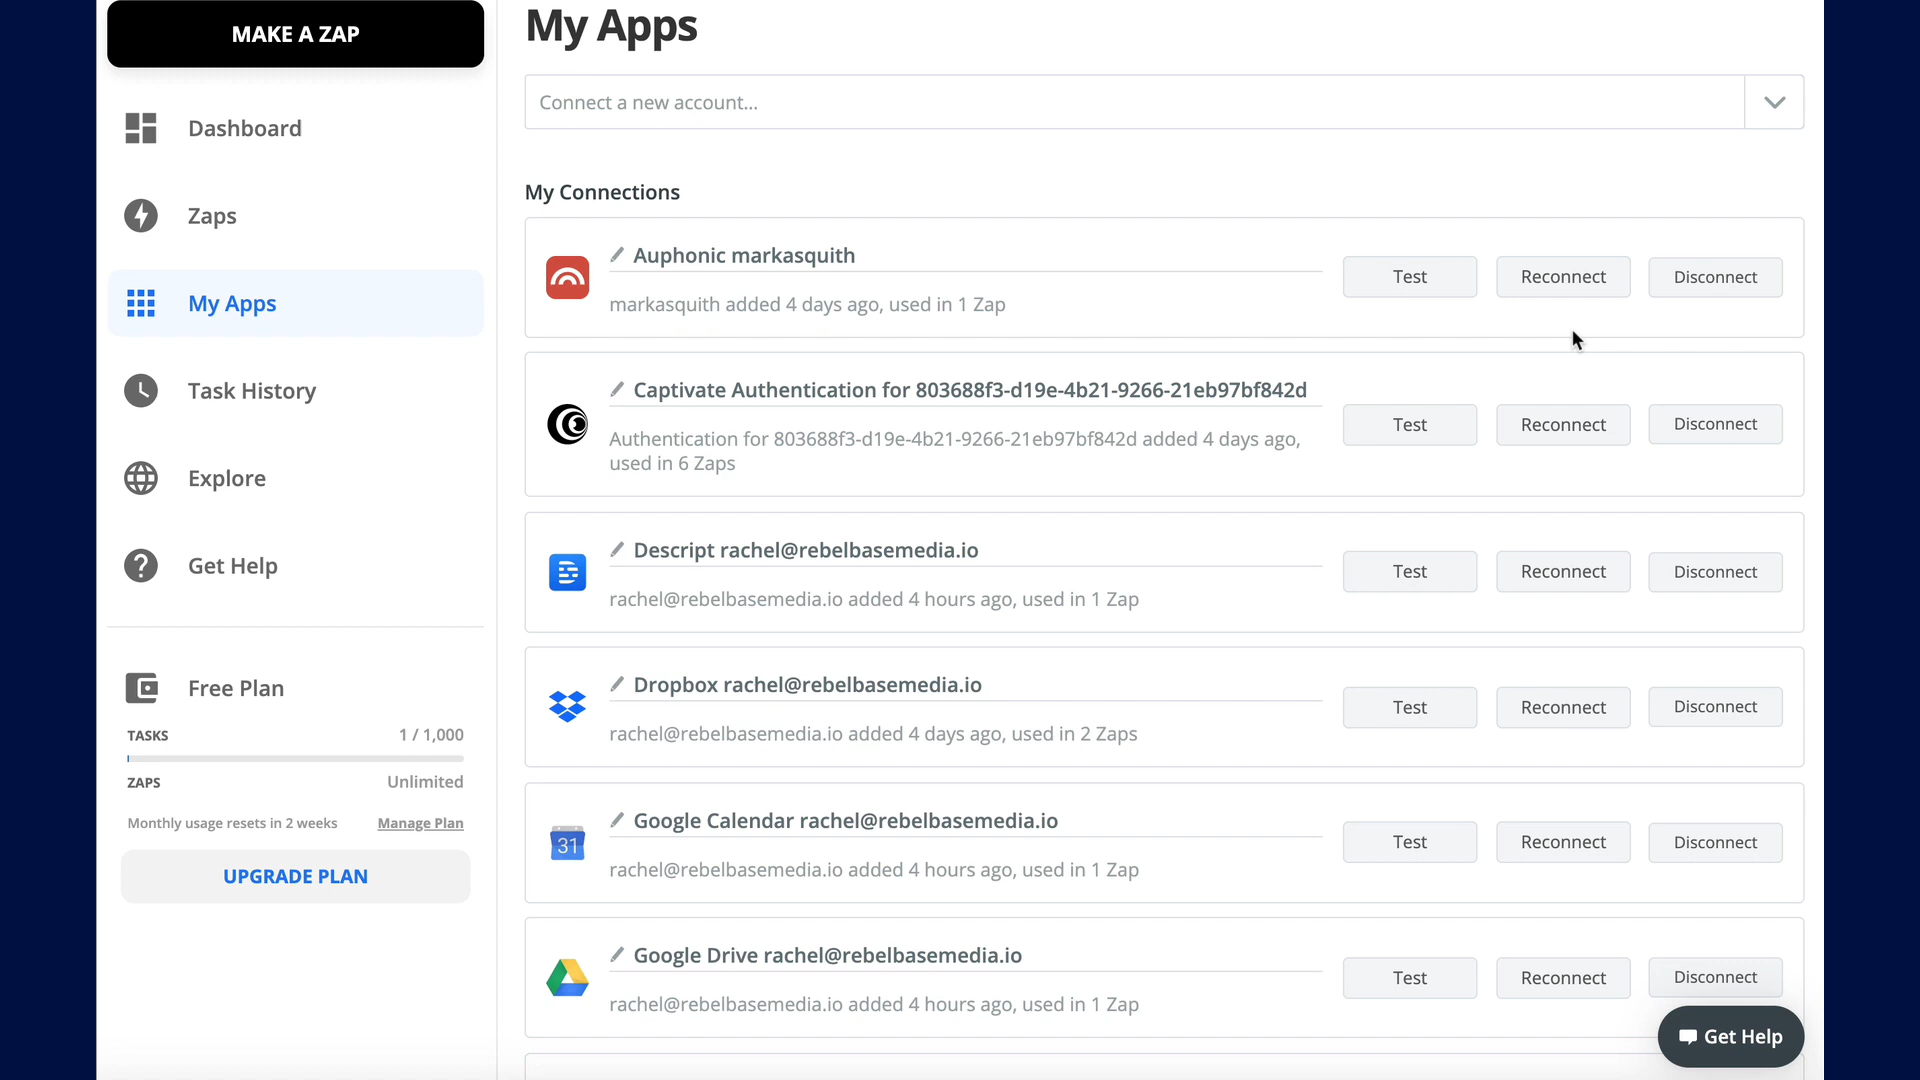 MAKE A ZAP
Dashboard
Zaps
My Apps
Task History
Explore
Get Help
Free Plan
TASKS 1 / 1,000
ZAPS Unlimited
Monthly usage resets in 2 weeks Manage Plan
UPGRADE PLAN
My Apps
Connect a new account...
My Connections
Auphonic markasquith
markasquith added 4 days ago, used in 1 Zap
Test Reconnect Disconnect
Captivate Authentication for 803688f3-d19e-4b21-9266-21eb97bf842d
Authentication for 803688f3-d19e-4b21-9266-21eb97bf842d added 4 days ago,
used in 6 Zaps
Test Reconnect Disconnect
Descript rachel@rebelbasemedia.io
rachel@rebelbasemedia.io added 4 hours ago, used in 1 Zap
Test Reconnect Disconnect
Dropbox rachel@rebelbasemedia.io
rachel@rebelbasemedia.io added 4 days ago, used in 2 Zaps
Test Reconnect Disconnect
31
Google Calendar rachel@rebelbasemedia.io
rachel@rebelbasemedia.io added 4 hours ago, used in 1 Zap
Test Reconnect Disconnect
Google Drive rachel@rebelbasemedia.io
rachel@rebelbasemedia.io added 4 hours ago, used in 1 Zap
Test Reconnect Disconnect
Get Help